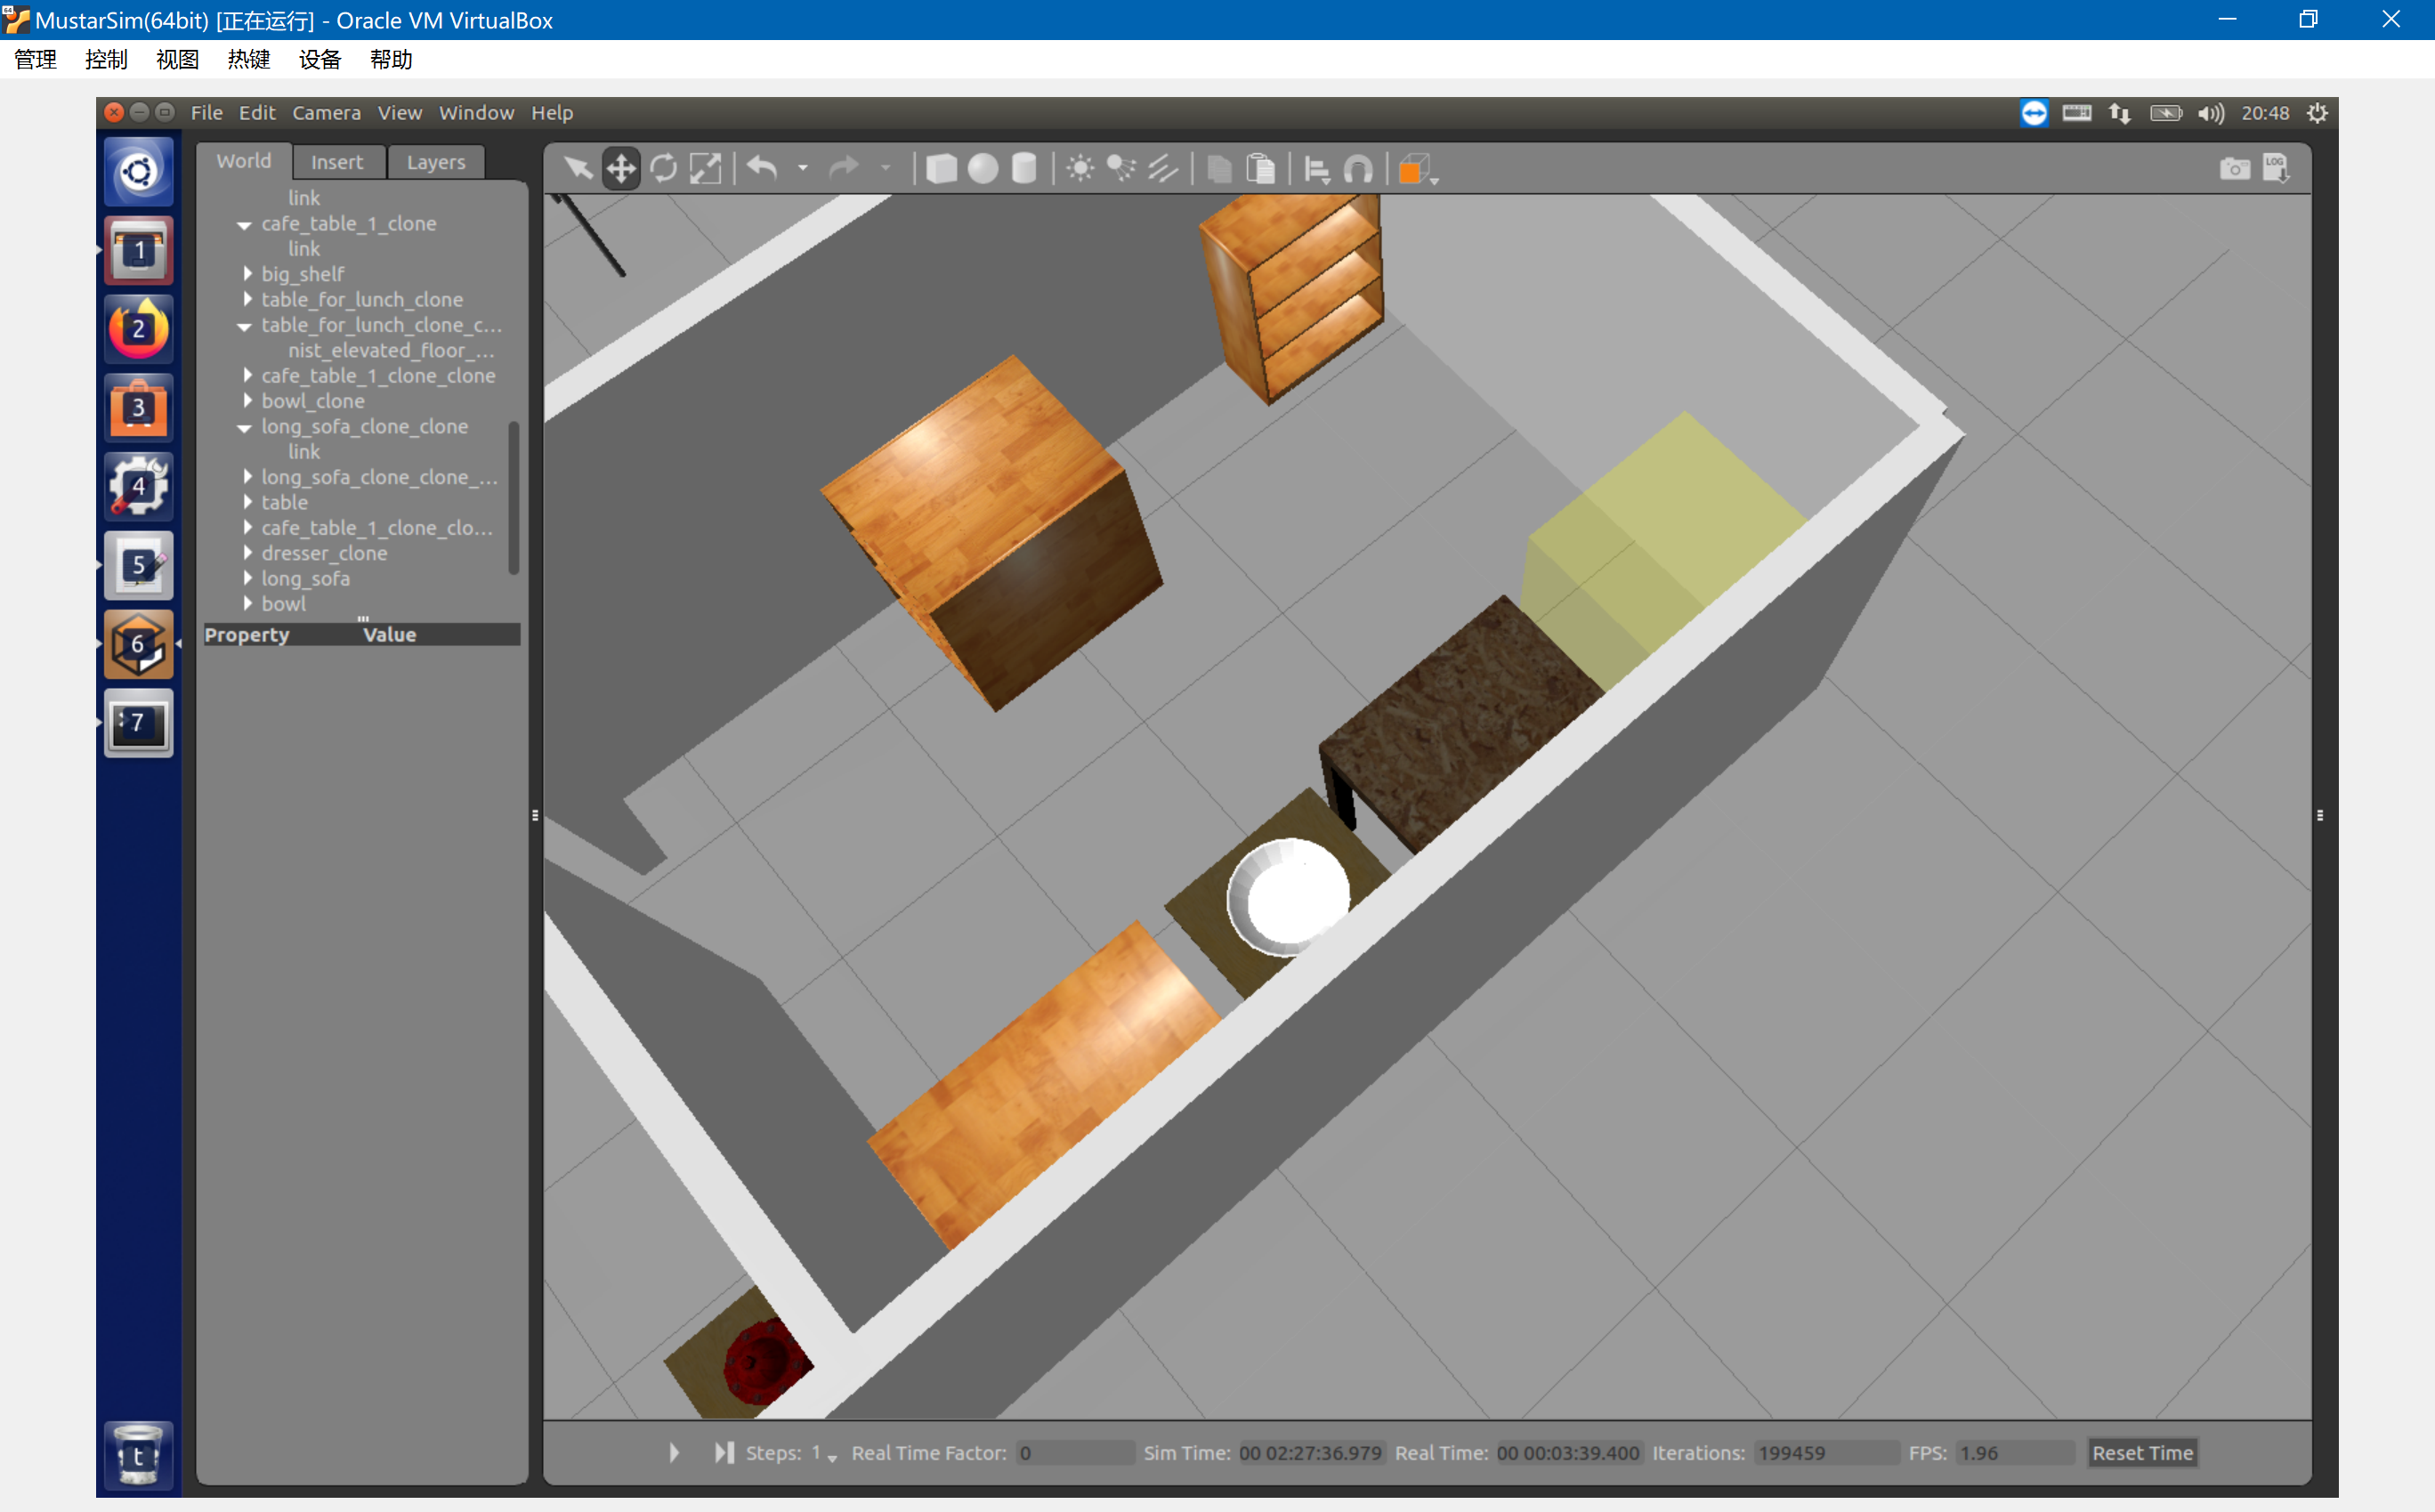 MustarSim(64bit) [正在运行] - Oracle VM VirtualBox
管理 控制 视图 热键 设备 帮助
File Edit Camera View Window Help
20:48
World Insert Layers
LOG
link
cafe_table_1_clone
link
big_shelf
table_for_lunch_clone
table_for_lunch_clone_c...
nist_elevated_floor_...
cafe_table_1_clone_clone
bowl_clone
long_sofa_clone_clone
link
long_sofa_clone_clone_...
table
cafe_table_1_clone_clo...
dresser_clone
long_sofa
bowl
Property Value
1
2
3
4
5
6
7
t
Steps: 1 Real Time Factor: 0 Sim Time: 00 02:27:36.979 Real Time: 00 00:03:39.400 Iterations: 199459 FPS: 1.96 Reset Time